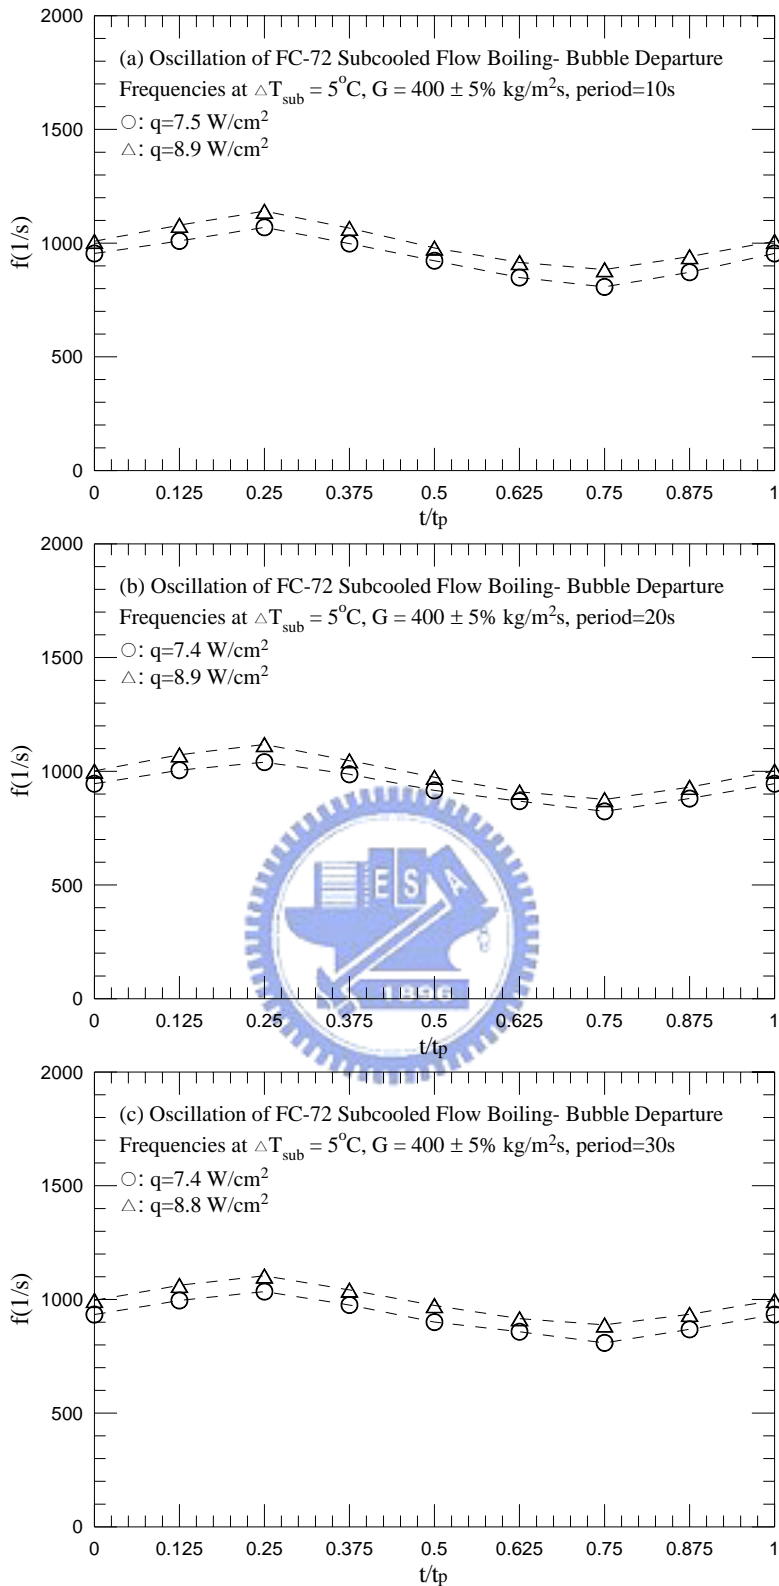 2000
(a) Oscillation of FC-72 Subcooled Flow Boiling- Bubble Departure
Frequencies at △T_sub = 5°C, G = 400 ± 5% kg/m²s, period=10s
○: q=7.5 W/cm²
△: q=8.9 W/cm²
1500
1000
500
0
f(1/s)
0 0.125 0.25 0.375 0.5 0.625 0.75 0.875 1
t/tp
2000
(b) Oscillation of FC-72 Subcooled Flow Boiling- Bubble Departure
Frequencies at △T_sub = 5°C, G = 400 ± 5% kg/m²s, period=20s
○: q=7.4 W/cm²
△: q=8.9 W/cm²
1500
1000
500
0
f(1/s)
E S A
1896
0 0.125 0.25 0.375 0.5 0.625 0.75 0.875 1
t/tp
2000
(c) Oscillation of FC-72 Subcooled Flow Boiling- Bubble Departure
Frequencies at △T_sub = 5°C, G = 400 ± 5% kg/m²s, period=30s
○: q=7.4 W/cm²
△: q=8.8 W/cm²
1500
1000
500
0
f(1/s)
0 0.125 0.25 0.375 0.5 0.625 0.75 0.875 1
t/tp